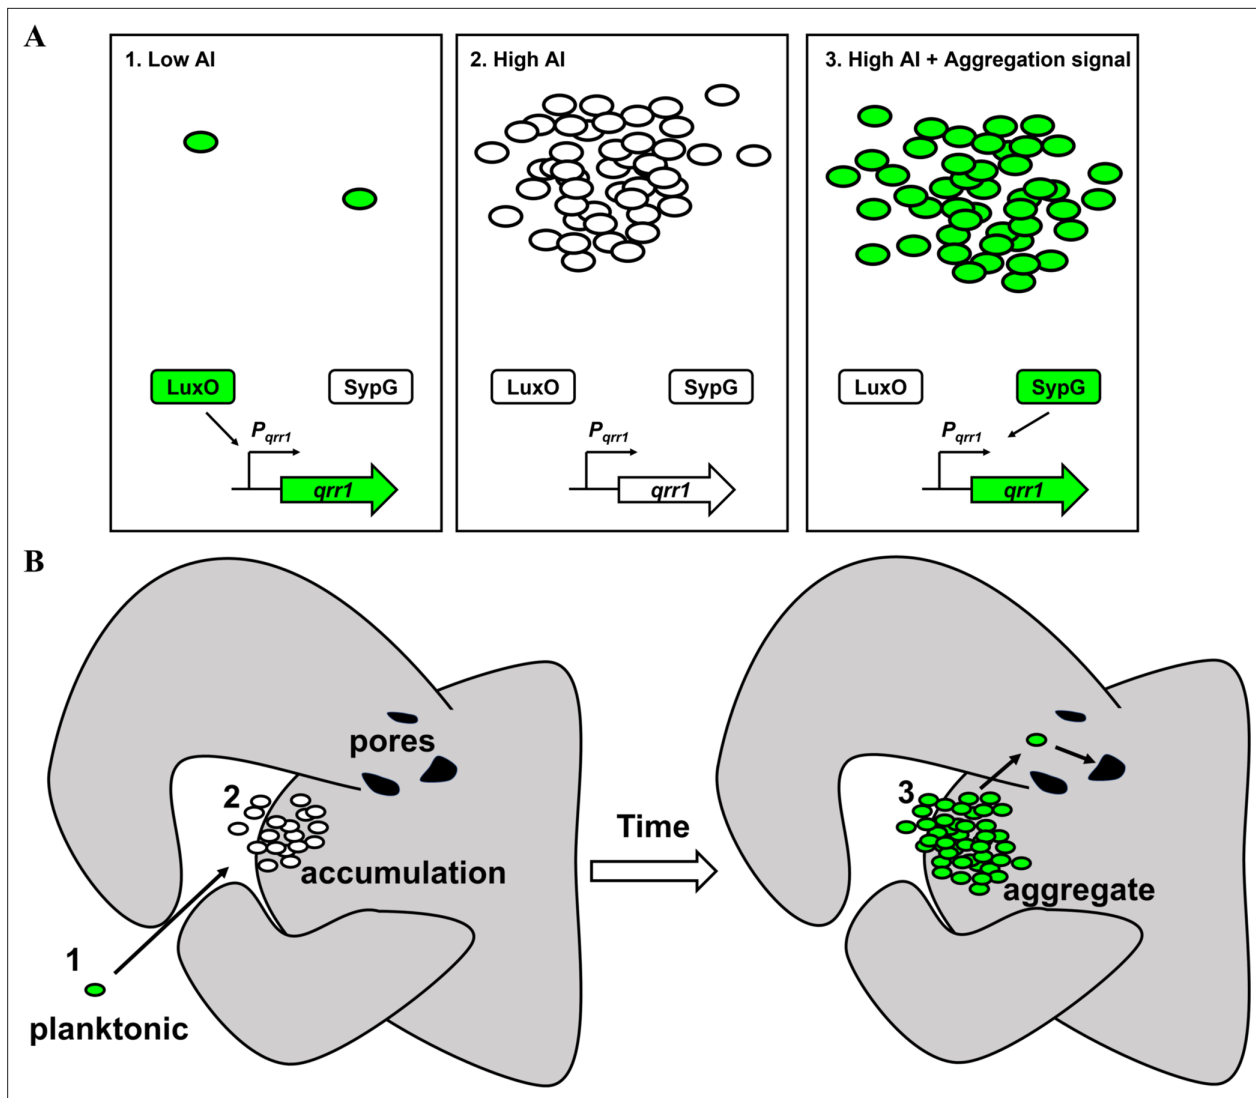 A
1. Low AI
LuxO
SypG
Pqrr1
qrr1
2. High AI
LuxO
SypG
Pqrr1
qrr1
3. High AI + Aggregation signal
LuxO
SypG
Pqrr1
qrr1
B
pores
2
accumulation
1
planktonic
Time
3
aggregate